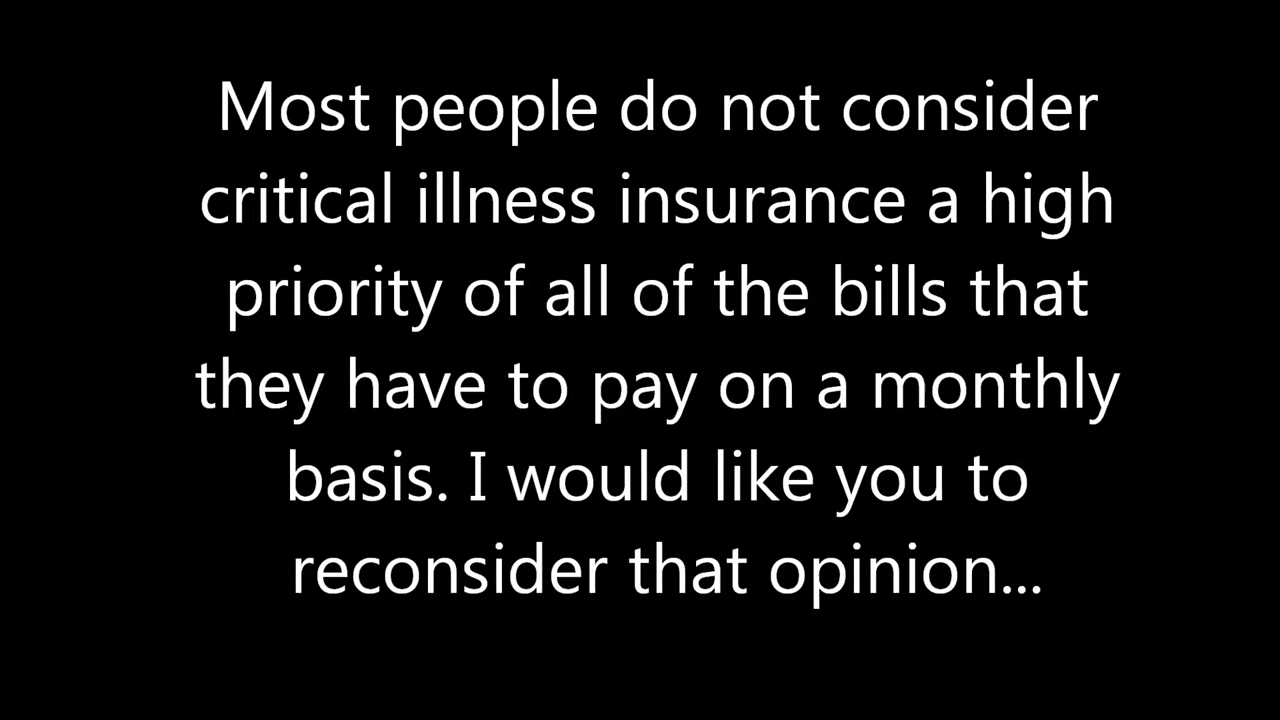 Most people do not consider
critical illness insurance a high
priority of all of the bills that
they have to pay on a monthly
basis. I would like you to
reconsider that opinion...